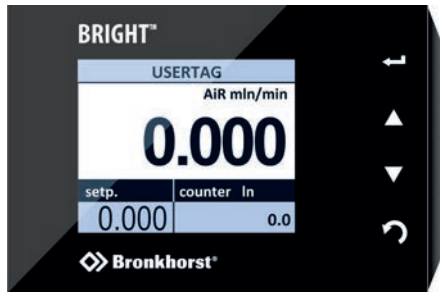 BRIGHT™
USERTAG
AiR mln/min
0.000
setp. counter ln
0.000 0.0
Bronkhorst®